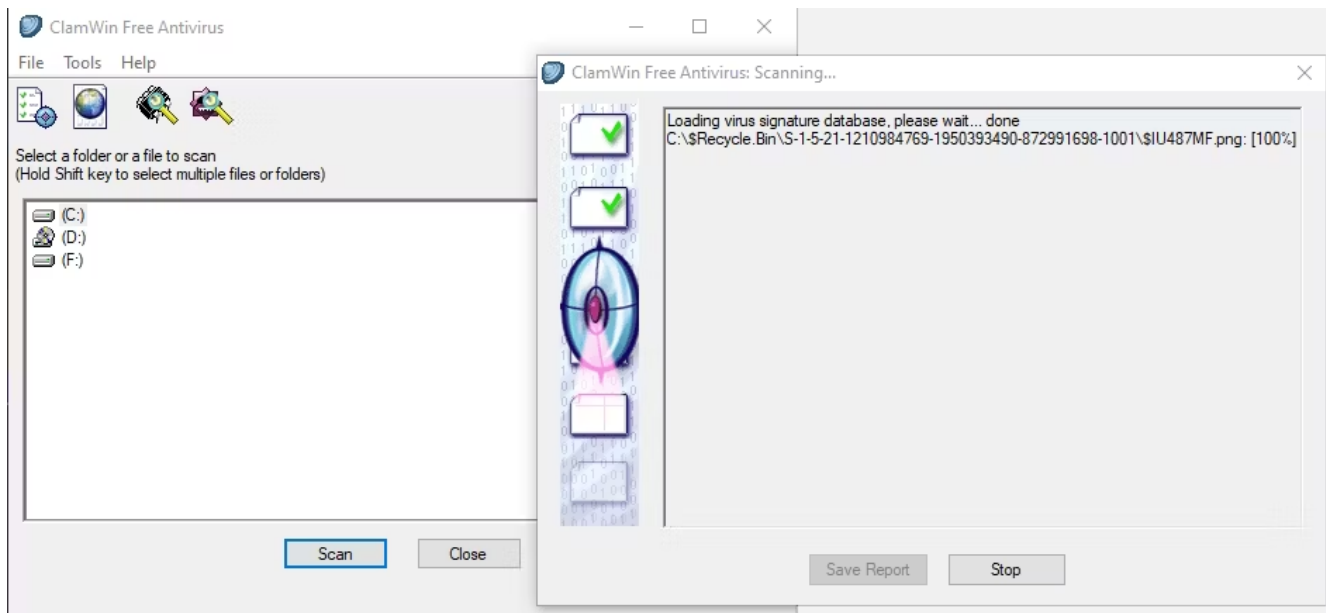 ClamWin Free Antivirus
File Tools Help
Select a folder or a file to scan
(Hold Shift key to select multiple files or folders)
(C:)
(D:)
(F:)
Scan Close
ClamWin Free Antivirus: Scanning...
Loading virus signature database, please wait... done
C:\$Recycle.Bin\S-1-5-21-1210984769-1950393490-872991698-1001\$IU487MF.png: [100%]
Save Report Stop